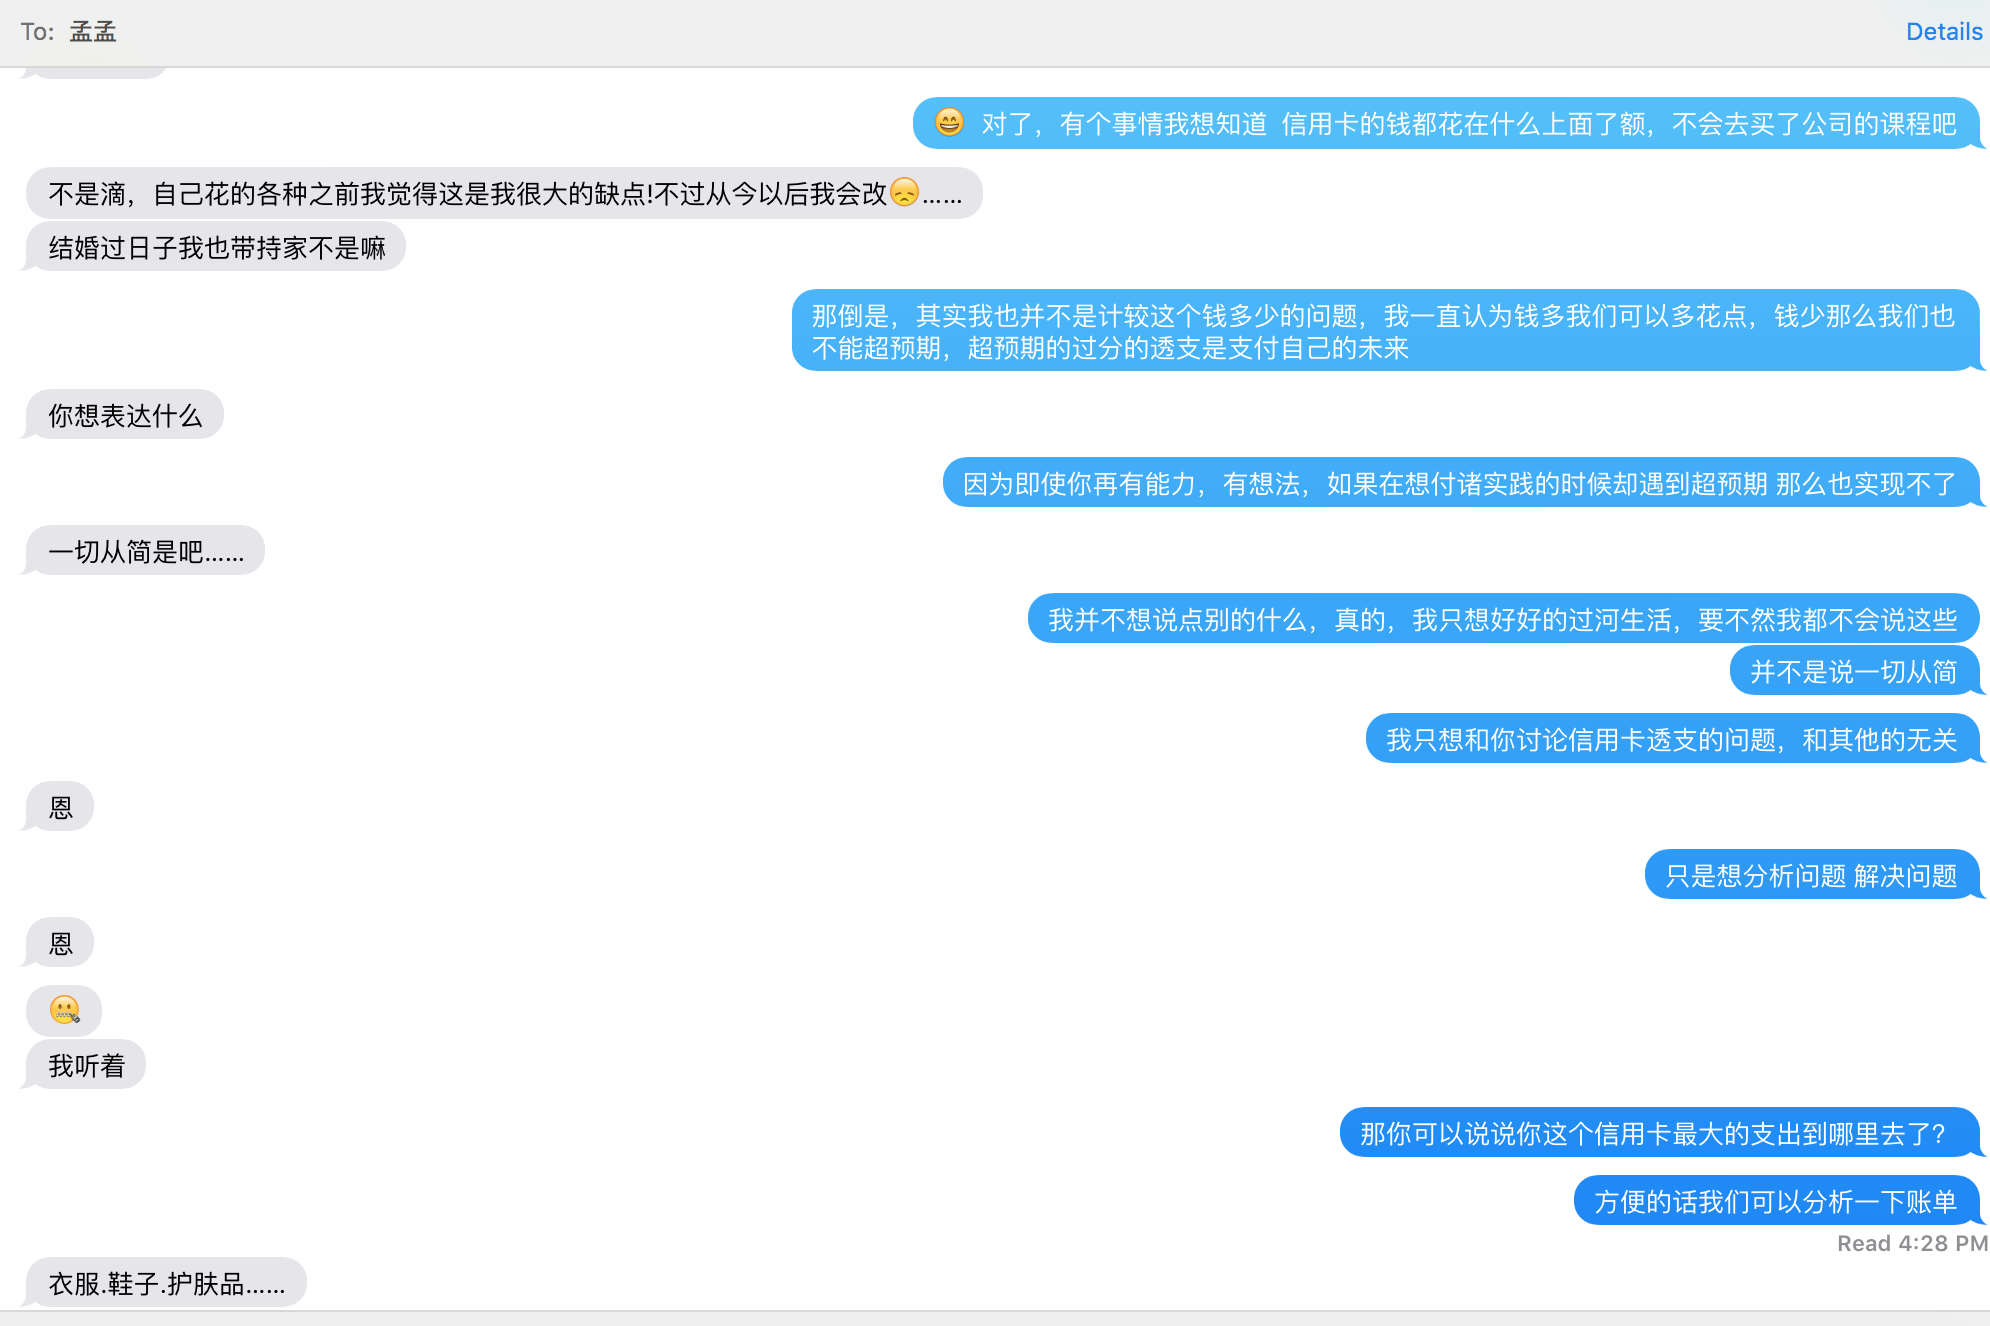 To: 孟孟
Details
😄 对了，有个事情我想知道 信用卡的钱都花在什么上面了额，不会去买了公司的课程吧
不是滴，自己花的各种之前我觉得这是我很大的缺点!不过从今以后我会改😞……
结婚过日子我也带持家不是嘛
那倒是，其实我也并不是计较这个钱多少的问题，我一直认为钱多我们可以多花点，钱少那么我们也
不能超预期，超预期的过分的透支是支付自己的未来
你想表达什么
因为即使你再有能力，有想法，如果在想付诸实践的时候却遇到超预期 那么也实现不了
一切从简是吧……
我并不想说点别的什么，真的，我只想好好的过河生活，要不然我都不会说这些
并不是说一切从简
我只想和你讨论信用卡透支的问题，和其他的无关
恩
只是想分析问题 解决问题
恩
🤐
我听着
那你可以说说你这个信用卡最大的支出到哪里去了?
方便的话我们可以分析一下账单
Read 4:28 PM
衣服.鞋子.护肤品……